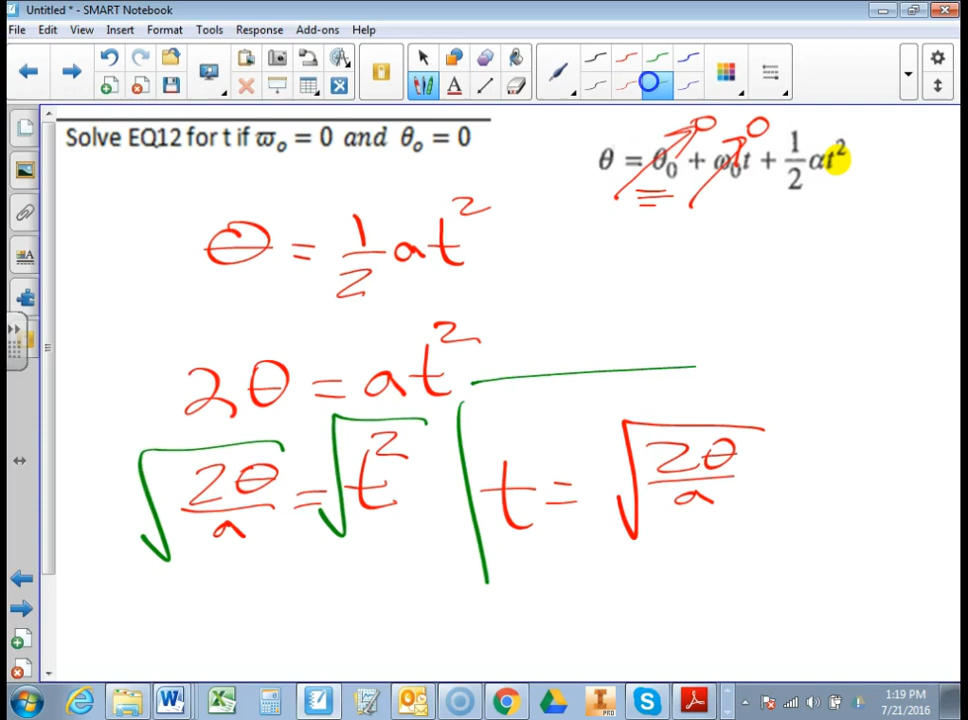 Untitled * - SMART Notebook
File Edit View Insert Format Tools Response Add-ons Help
Solve EQ12 for t if ϖₒ = 0 and θₒ = 0
θ = θ₀ + ω₀t + 1/2 αt²
0 0
θ = 1/2 at²
2θ = at²
√(2θ/a) = √t²
t = √(2θ/a)
1:19 PM
7/21/2016